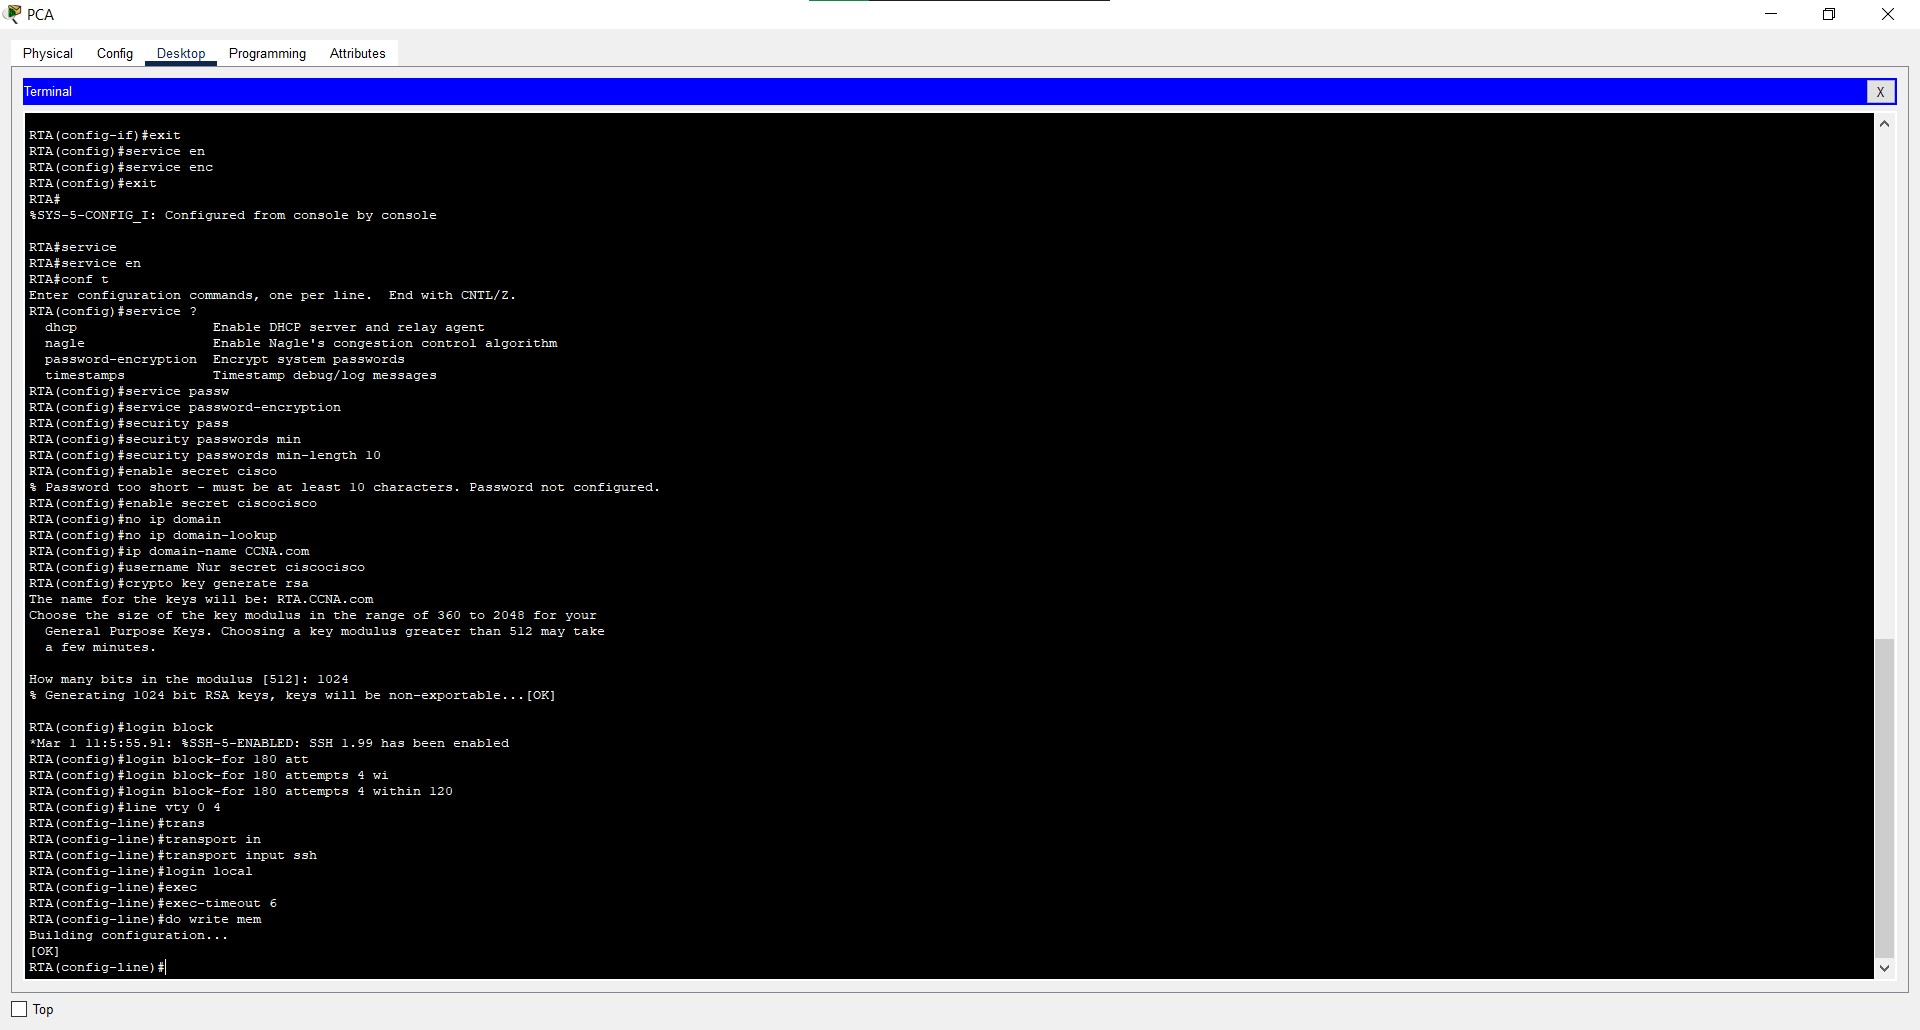 PCA
Physical Config Desktop Programming Attributes
Terminal X
RTA(config-if)#exit
RTA(config)#service en
RTA(config)#service enc
RTA(config)#exit
RTA#
%SYS-5-CONFIG_I: Configured from console by console
RTA#service
RTA#service en
RTA#conf t
Enter configuration commands, one per line.  End with CNTL/Z.
RTA(config)#service ?
  dhcp                 Enable DHCP server and relay agent
  nagle                Enable Nagle's congestion control algorithm
  password-encryption  Encrypt system passwords
  timestamps           Timestamp debug/log messages
RTA(config)#service passw
RTA(config)#service password-encryption
RTA(config)#security pass
RTA(config)#security passwords min
RTA(config)#security passwords min-length 10
RTA(config)#enable secret cisco
% Password too short - must be at least 10 characters. Password not configured.
RTA(config)#enable secret ciscocisco
RTA(config)#no ip domain
RTA(config)#no ip domain-lookup
RTA(config)#ip domain-name CCNA.com
RTA(config)#username Nur secret ciscocisco
RTA(config)#crypto key generate rsa
The name for the keys will be: RTA.CCNA.com
Choose the size of the key modulus in the range of 360 to 2048 for your
  General Purpose Keys. Choosing a key modulus greater than 512 may take
  a few minutes.
How many bits in the modulus [512]: 1024
% Generating 1024 bit RSA keys, keys will be non-exportable...[OK]
RTA(config)#login block
*Mar 1 11:5:55.91: %SSH-5-ENABLED: SSH 1.99 has been enabled
RTA(config)#login block-for 180 att
RTA(config)#login block-for 180 attempts 4 wi
RTA(config)#login block-for 180 attempts 4 within 120
RTA(config)#line vty 0 4
RTA(config-line)#trans
RTA(config-line)#transport in
RTA(config-line)#transport input ssh
RTA(config-line)#login local
RTA(config-line)#exec
RTA(config-line)#exec-timeout 6
RTA(config-line)#do write mem
Building configuration...
[OK]
RTA(config-line)#
Top